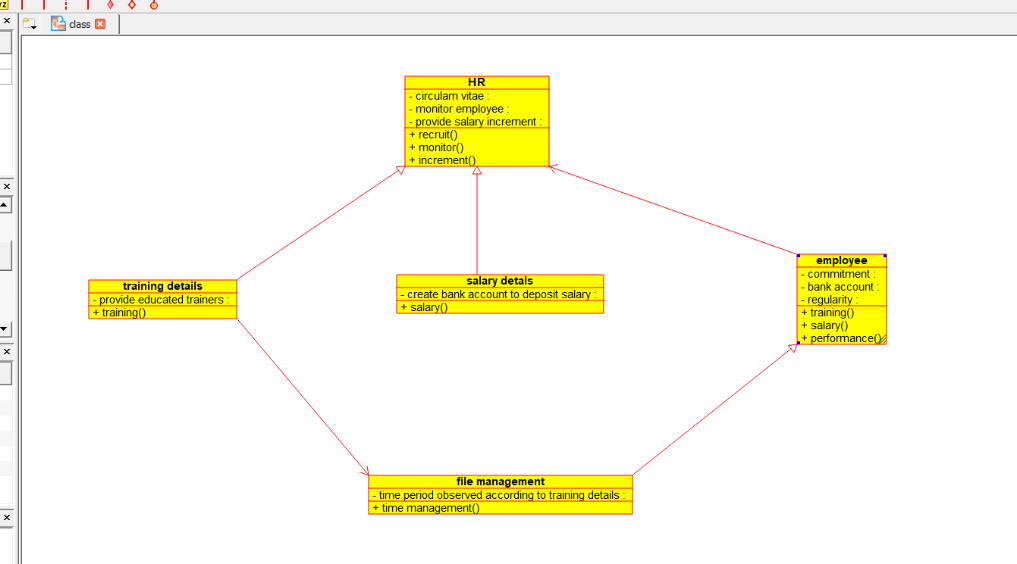 class
HR
- circulam vitae :
- monitor employee :
- provide salary increment :
+ recruit()
+ monitor()
+ increment()
training details
- provide educated trainers :
+ training()
salary detals
- create bank account to deposit salary :
+ salary()
employee
- commitment :
- bank account :
- regularity :
+ training()
+ salary()
+ performance()
file management
- time period observed according to training details :
+ time management()